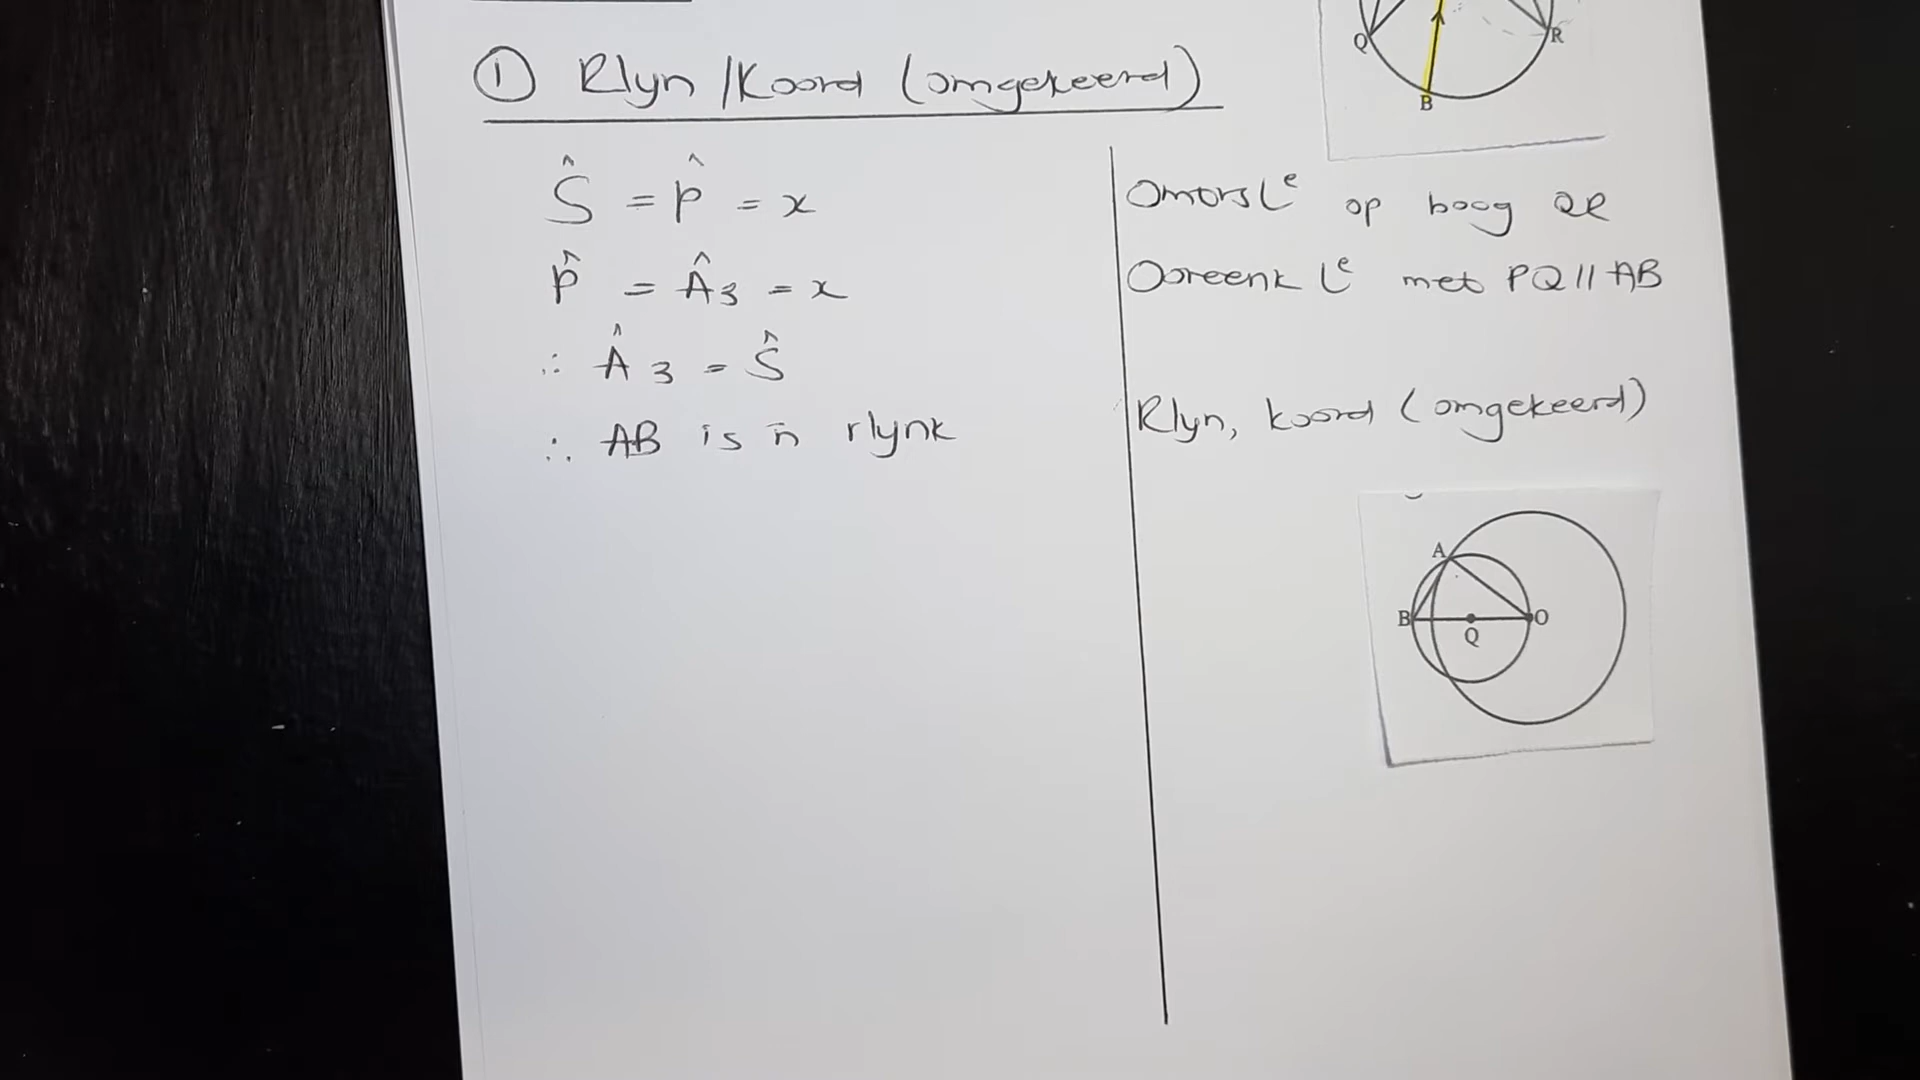 Q R
B
① Rlyn / Koord (omgekeerd)
Ŝ = P̂ = x Omtrs ∠e op boog QR
P̂ = Â3 = x Ooreenk ∠e met PQ // AB
∴ Â3 = Ŝ
∴ AB is 'n rlynk Rlyn, koord (omgekeerd)
A
B O
Q